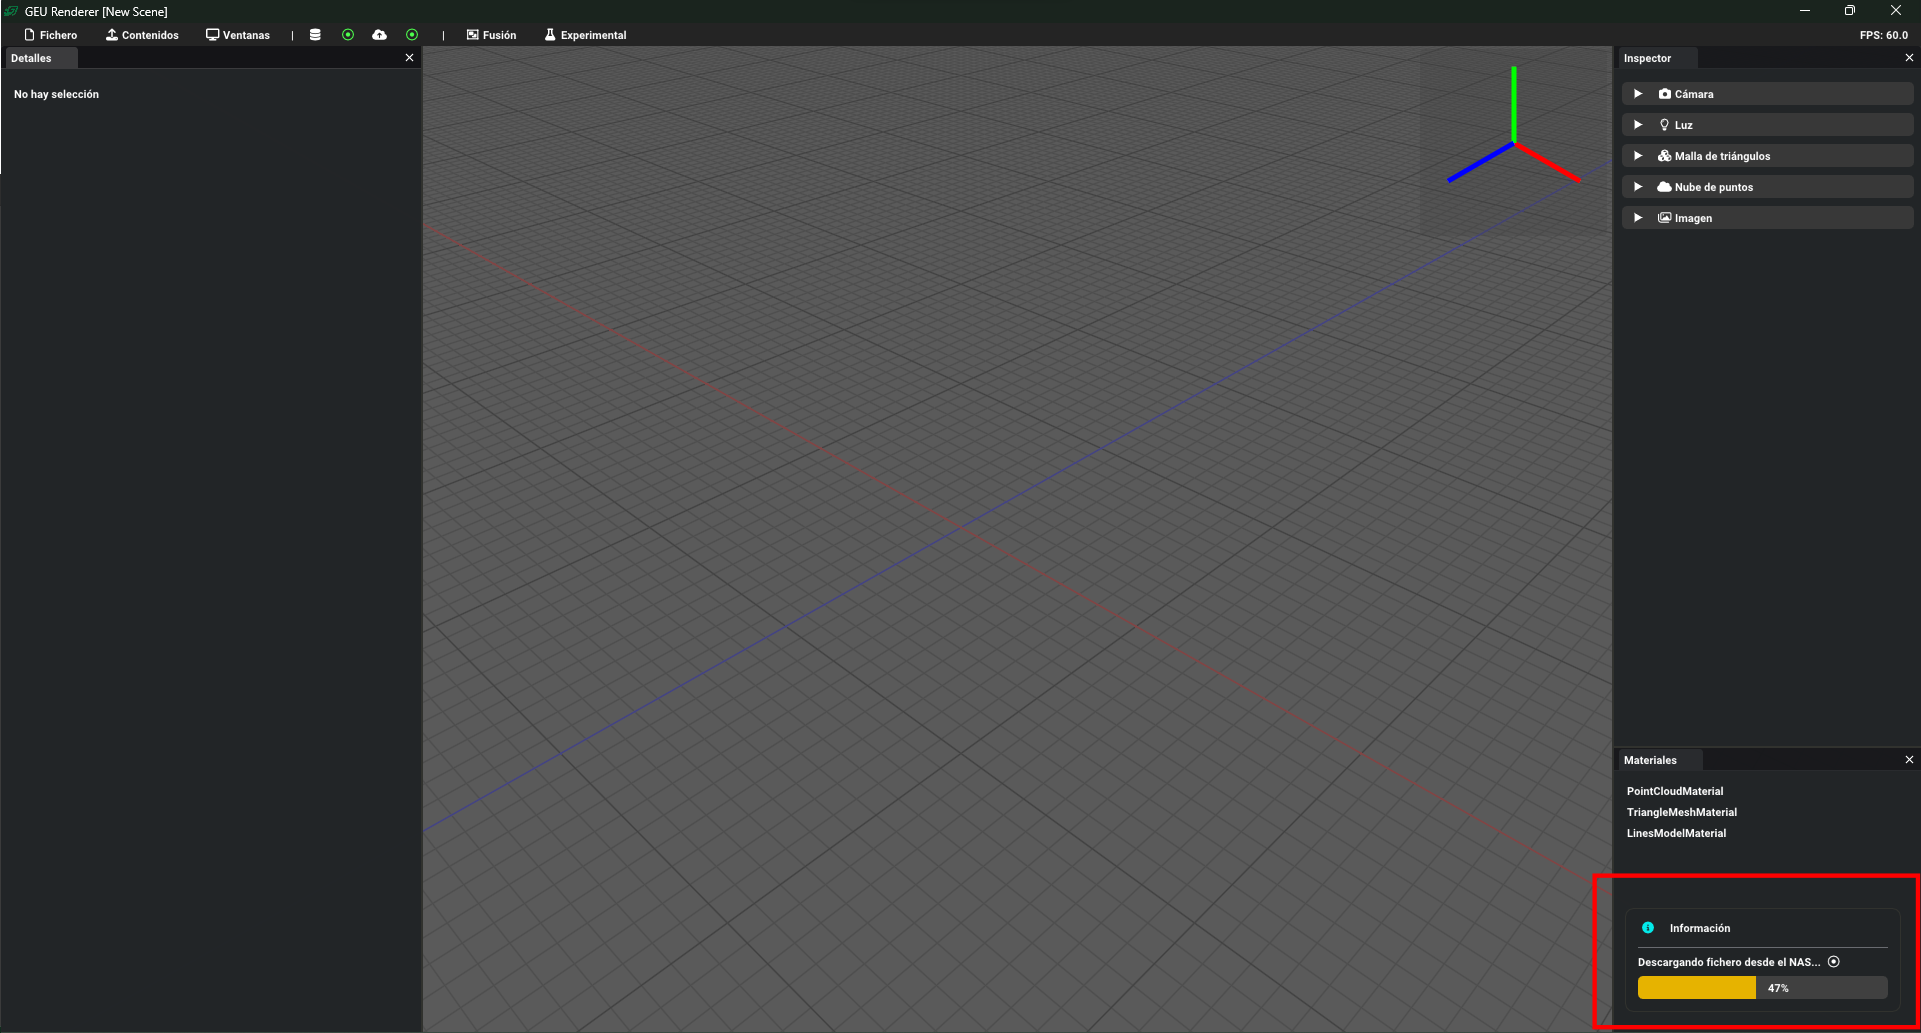 GEU Renderer [New Scene]
Fichero Contenidos Ventanas | | Fusión Experimental FPS: 60.0
Detalles
No hay selección
Inspector
Cámara
Luz
Malla de triángulos
Nube de puntos
Imagen
Materiales
PointCloudMaterial
TriangleMeshMaterial
LinesModelMaterial
Información
Descargando fichero desde el NAS...
47%